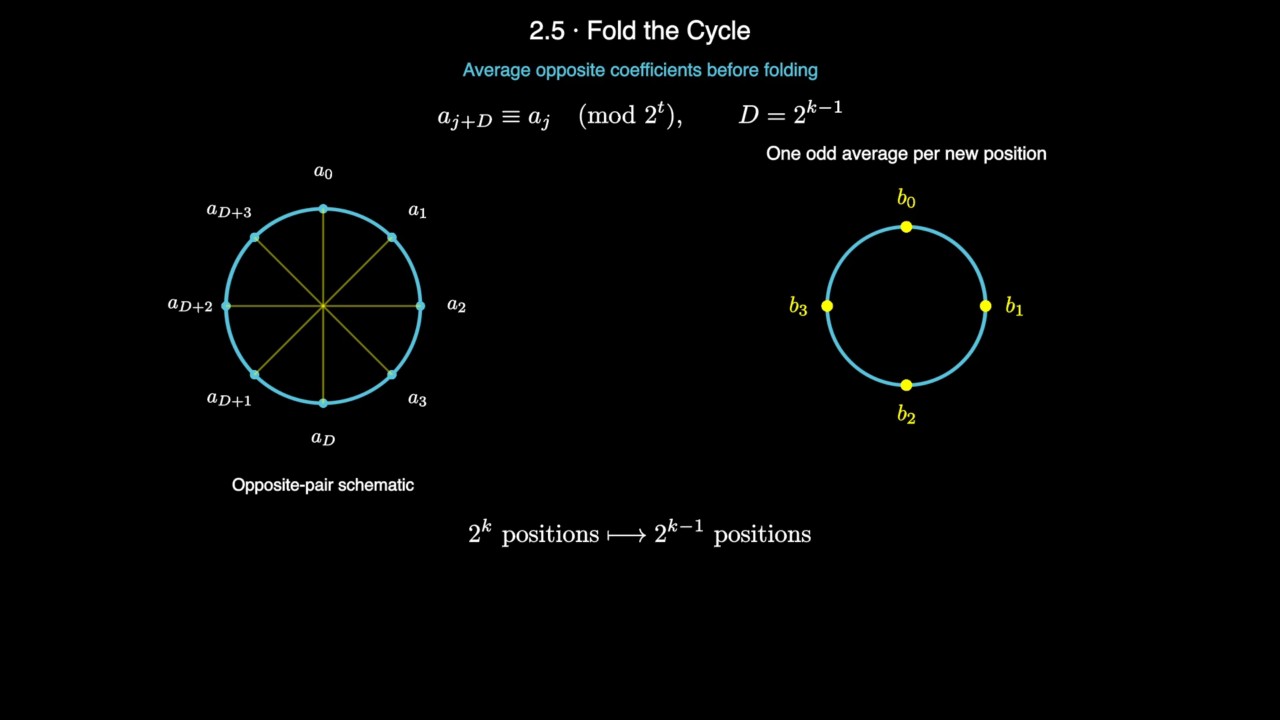 2.5 · Fold the Cycle
Average opposite coefficients before folding
a_{j+D} ≡ a_j (mod 2^t), D = 2^{k−1}
One odd average per new position
a_0
a_{D+3}
a_1
a_{D+2}
a_2
a_{D+1}
a_3
a_D
b_0
b_3
b_1
b_2
Opposite-pair schematic
2^k positions ⟼ 2^{k−1} positions